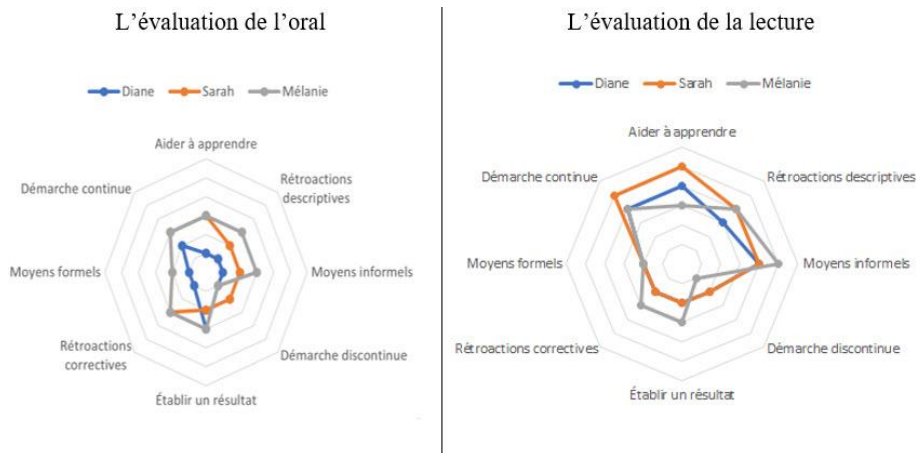 L’évaluation de l’oral
Diane Sarah Mélanie
Aider à apprendre
Rétroactions
descriptives
Moyens informels
Démarche discontinue
Établir un résultat
Rétroactions
correctives
Moyens formels
Démarche continue
L’évaluation de la lecture
Diane Sarah Mélanie
Aider à apprendre
Rétroactions descriptives
Moyens informels
Démarche discontinue
Établir un résultat
Rétroactions correctives
Moyens formels
Démarche continue